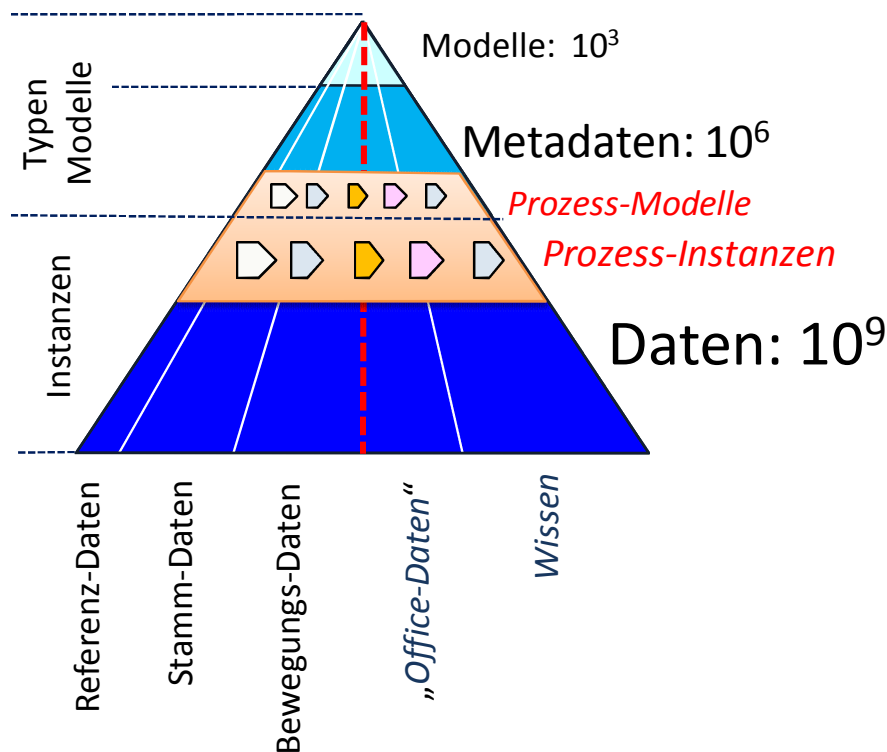 Modelle: 10³
Typen
Modelle
Metadaten: 10⁶
Prozess-Modelle
Prozess-Instanzen
Instanzen
Daten: 10⁹
Referenz-Daten
Stamm-Daten
Bewegungs-Daten
„Office-Daten“
Wissen